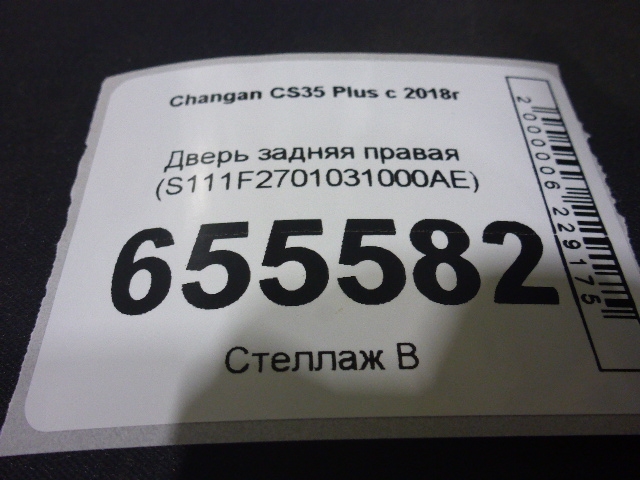 Changan CS35 Plus с 2018г
Дверь задняя правая
(S111F2701031000AE)
655582
Стеллаж В
2000006229175